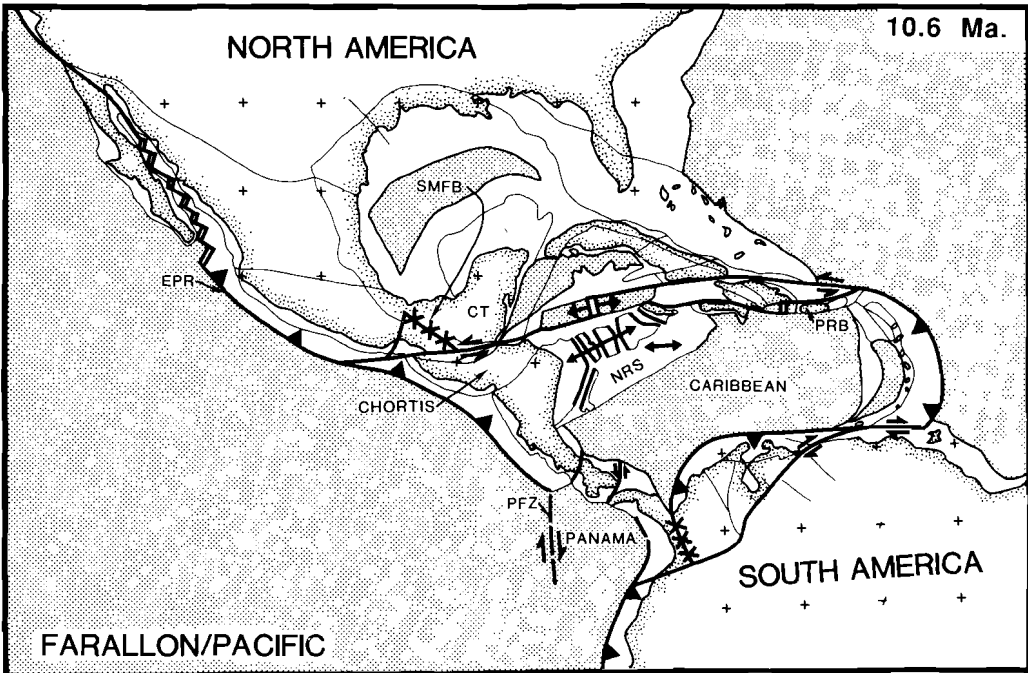 10.6 Ma.
NORTH AMERICA
SMFB
EPR
CT
PRB
NRS
CARIBBEAN
CHORTIS
PFZ
PANAMA
SOUTH AMERICA
FARALLON/PACIFIC